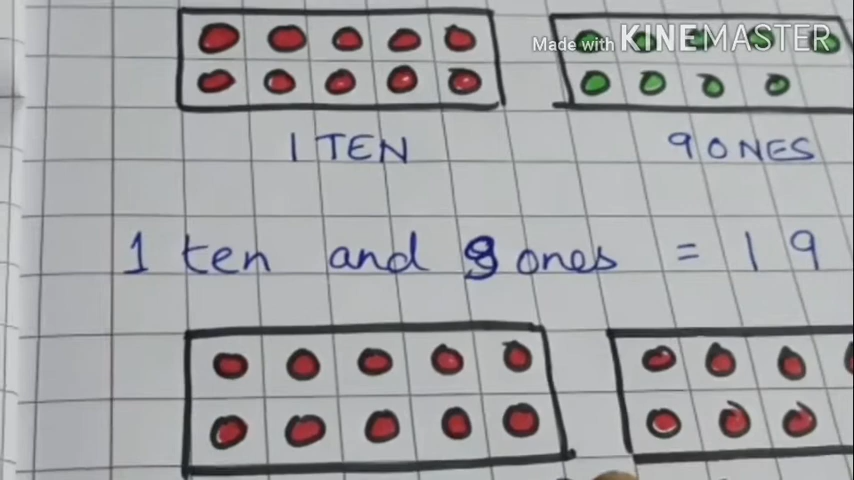 Made with KINEMASTER
1 TEN
9 ONES
1 ten and 9 ones = 19